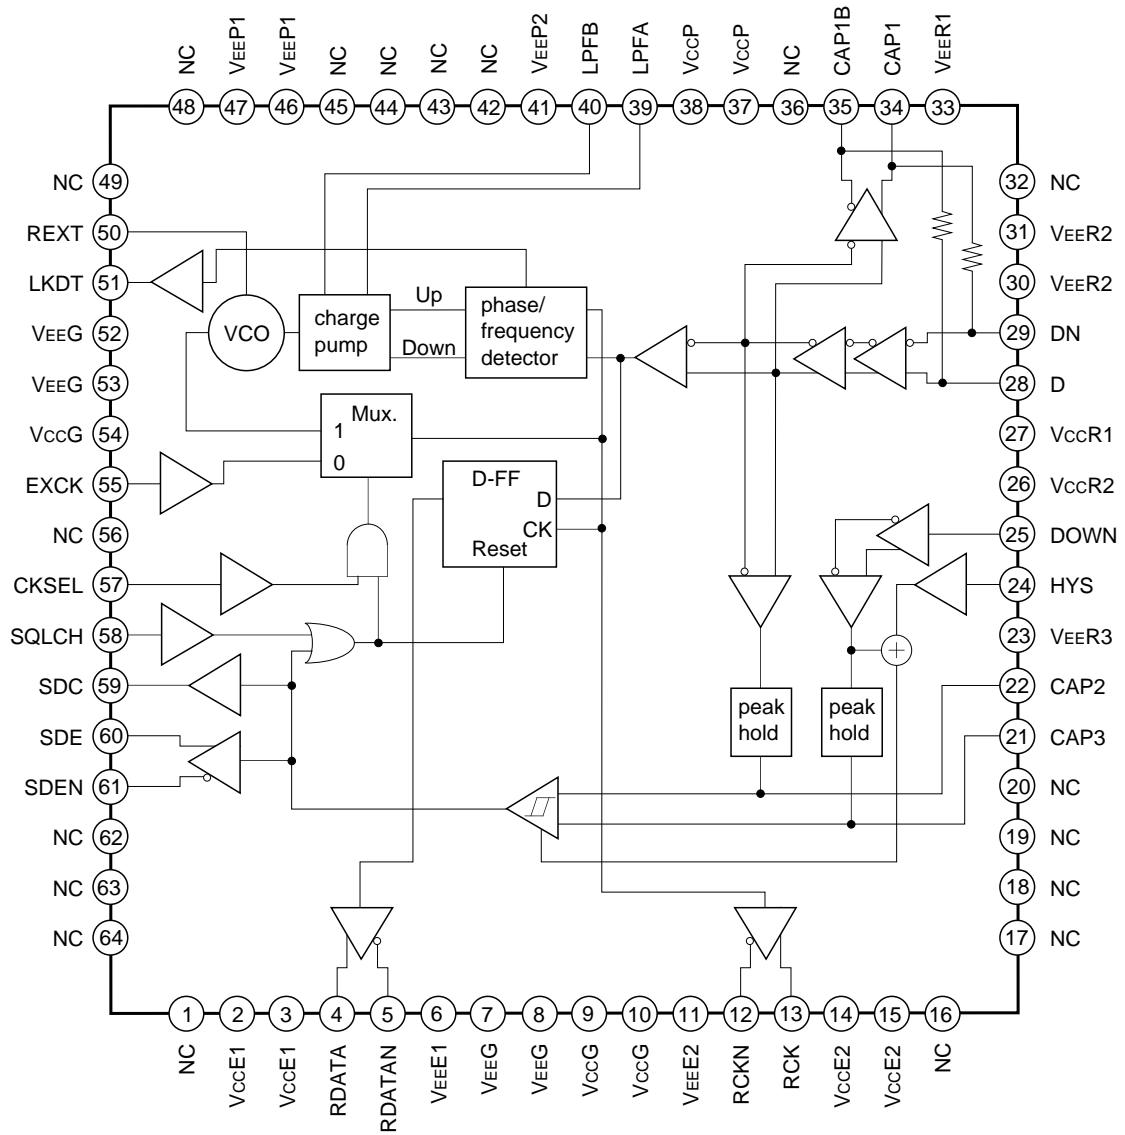 NC
VEEP1
VEEP1
NC
NC
NC
NC
VEEP2
LPFB
LPFA
VCCP
VCCP
NC
CAP1B
CAP1
VEER1
48
47
46
45
44
43
42
41
40
39
38
37
36
35
34
33
NC 49
REXT 50
LKDT 51
VEEG 52
VEEG 53
VCCG 54
EXCK 55
NC 56
CKSEL 57
SQLCH 58
SDC 59
SDE 60
SDEN 61
NC 62
NC 63
NC 64
VCO
charge
pump
Up
Down
phase/
frequency
detector
Mux.
1
0
D-FF
D
CK
Reset
+
peak
hold
peak
hold
32 NC
31 VEER2
30 VEER2
29 DN
28 D
27 VCCR1
26 VCCR2
25 DOWN
24 HYS
23 VEER3
22 CAP2
21 CAP3
20 NC
19 NC
18 NC
17 NC
1
2
3
4
5
6
7
8
9
10
11
12
13
14
15
16
NC
VCCE1
VCCE1
RDATA
RDATAN
VEEE1
VEEG
VEEG
VCCG
VCCG
VEEE2
RCKN
RCK
VCCE2
VCCE2
NC